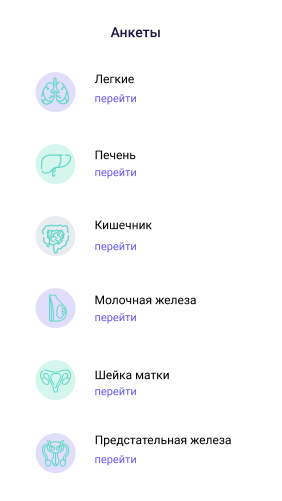 Анкеты
Легкие
перейти
Печень
перейти
Кишечник
перейти
Молочная железа
перейти
Шейка матки
перейти
Предстательная железа
перейти